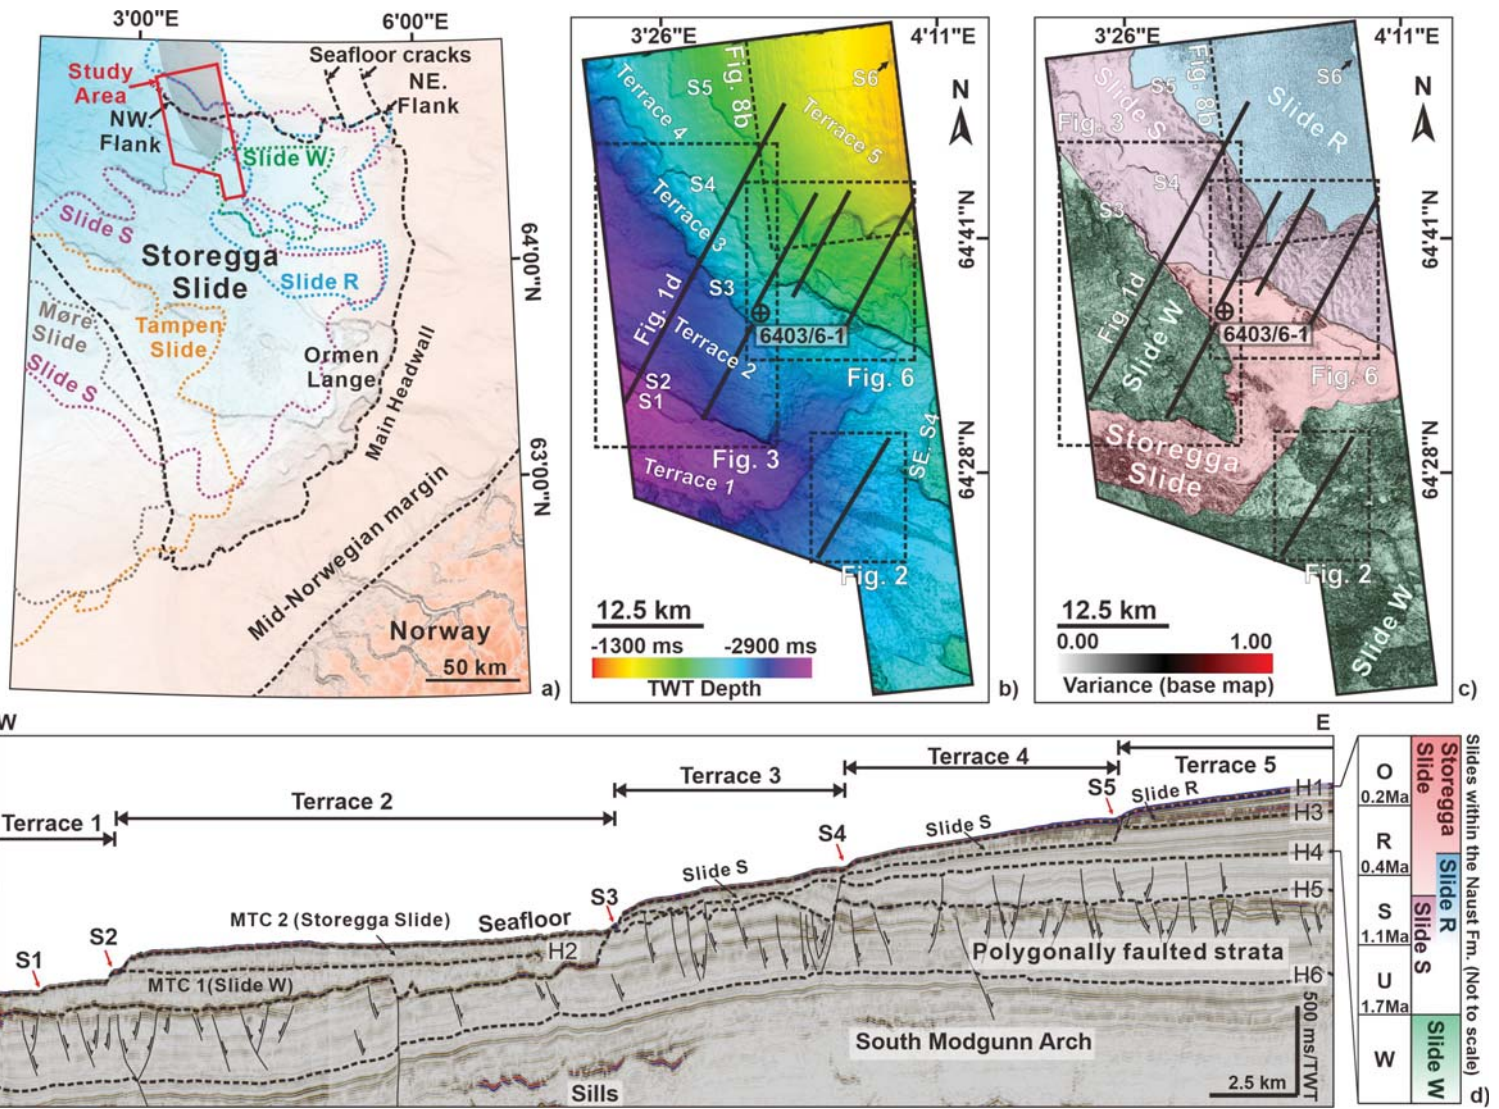 3'00"E
6'00"E
Seafloor cracks
Study
Area
NE.
Flank
NW.
Flank
Slide W
Slide S
Storegga
Slide
Slide R
64'00"N
Møre
Slide
Tampen
Slide
Ormen
Lange
Slide S
Main Headwall
63'00"N
Mid-Norwegian margin
Norway
50 km
a)
3'26"E
4'11"E
N
S5
S6
Fig. 8b
Terrace 4
Terrace 5
S4
Terrace 3
64'41"N
S3
Fig. 1d
Terrace 2
6403/6-1
S2
S1
Fig. 6
SE. S4
Fig. 3
Terrace 1
64'28"N
Fig. 2
12.5 km
-1300 ms
-2900 ms
TWT Depth
b)
3'26"E
4'11"E
N
Slide S
S5
S6
Fig. 8b
Slide R
Fig. 3
S4
S3
64'41"N
Fig. 1d
Slide W
6403/6-1
Fig. 6
Storegga
Slide
64'28"N
Fig. 2
Slide W
12.5 km
0.00
1.00
Variance (base map)
c)
W
E
Terrace 1
Terrace 2
Terrace 3
Terrace 4
Terrace 5
S1
S2
S3
S4
S5
MTC 2 (Storegga Slide)
Seafloor
H2
MTC 1(Slide W)
Slide S
Slide S
Slide R
H1
H3
H4
H5
H6
Polygonally faulted strata
South Modgunn Arch
Sills
500 ms/TWT
2.5 km
O
0.2Ma
R
0.4Ma
S
1.1Ma
U
1.7Ma
W
Storegga
Slide
Slide R
Slide S
Slide W
Slides within the Naust Fm. (Not to scale)
d)